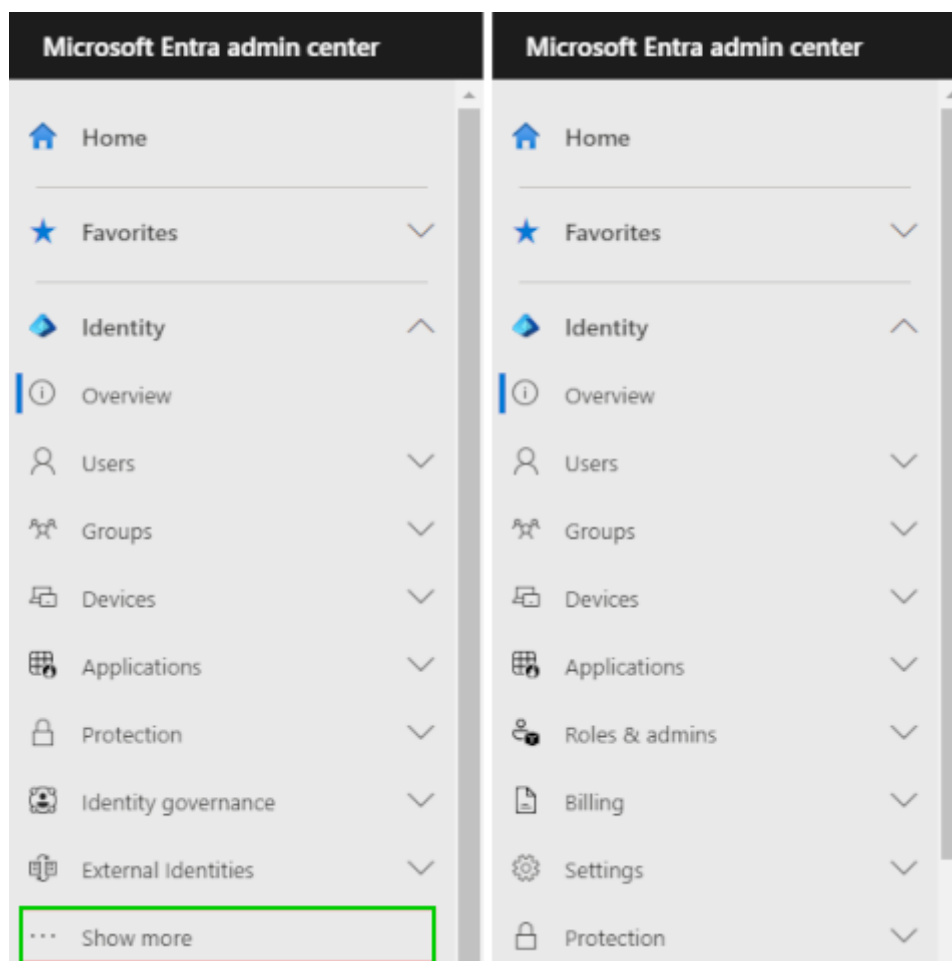 Microsoft Entra admin center
Home
Favorites
Identity
Overview
Users
Groups
Devices
Applications
Protection
Identity governance
External Identities
Show more
Microsoft Entra admin center
Home
Favorites
Identity
Overview
Users
Groups
Devices
Applications
Roles & admins
Billing
Settings
Protection